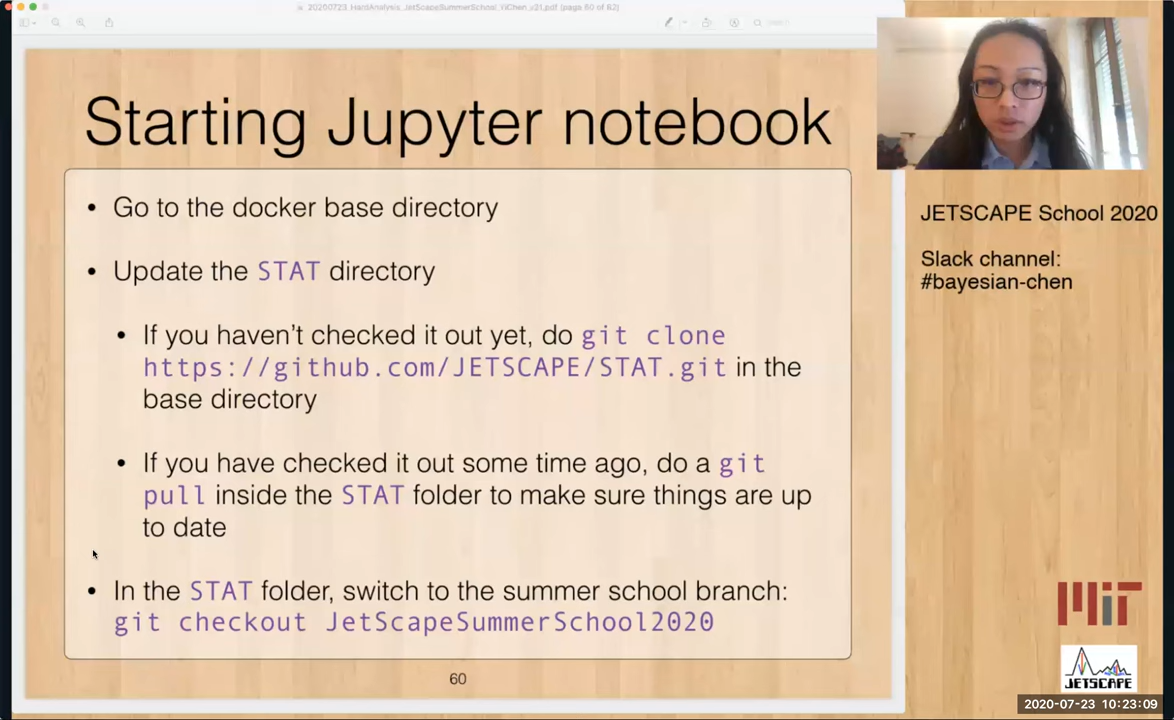 20200723_HardAnalysis_JetScapeSummerSchool_YiChen_v21.pdf (page 60 of 62)
Search
Starting Jupyter notebook
• Go to the docker base directory
• Update the STAT directory
• If you haven't checked it out yet, do git clone
https://github.com/JETSCAPE/STAT.git in the
base directory
• If you have checked it out some time ago, do a git
pull inside the STAT folder to make sure things are up
to date
• In the STAT folder, switch to the summer school branch:
git checkout JetScapeSummerSchool2020
60
JETSCAPE School 2020
Slack channel:
#bayesian-chen
MIT
JETSCAPE
2020-07-23 10:23:09